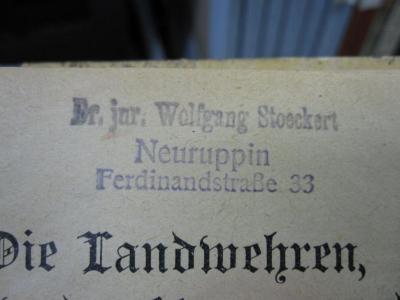 Dr. jur. Wolfgang Stoeckert
Neuruppin
Ferdinandstraße 33
Die Landwehren,